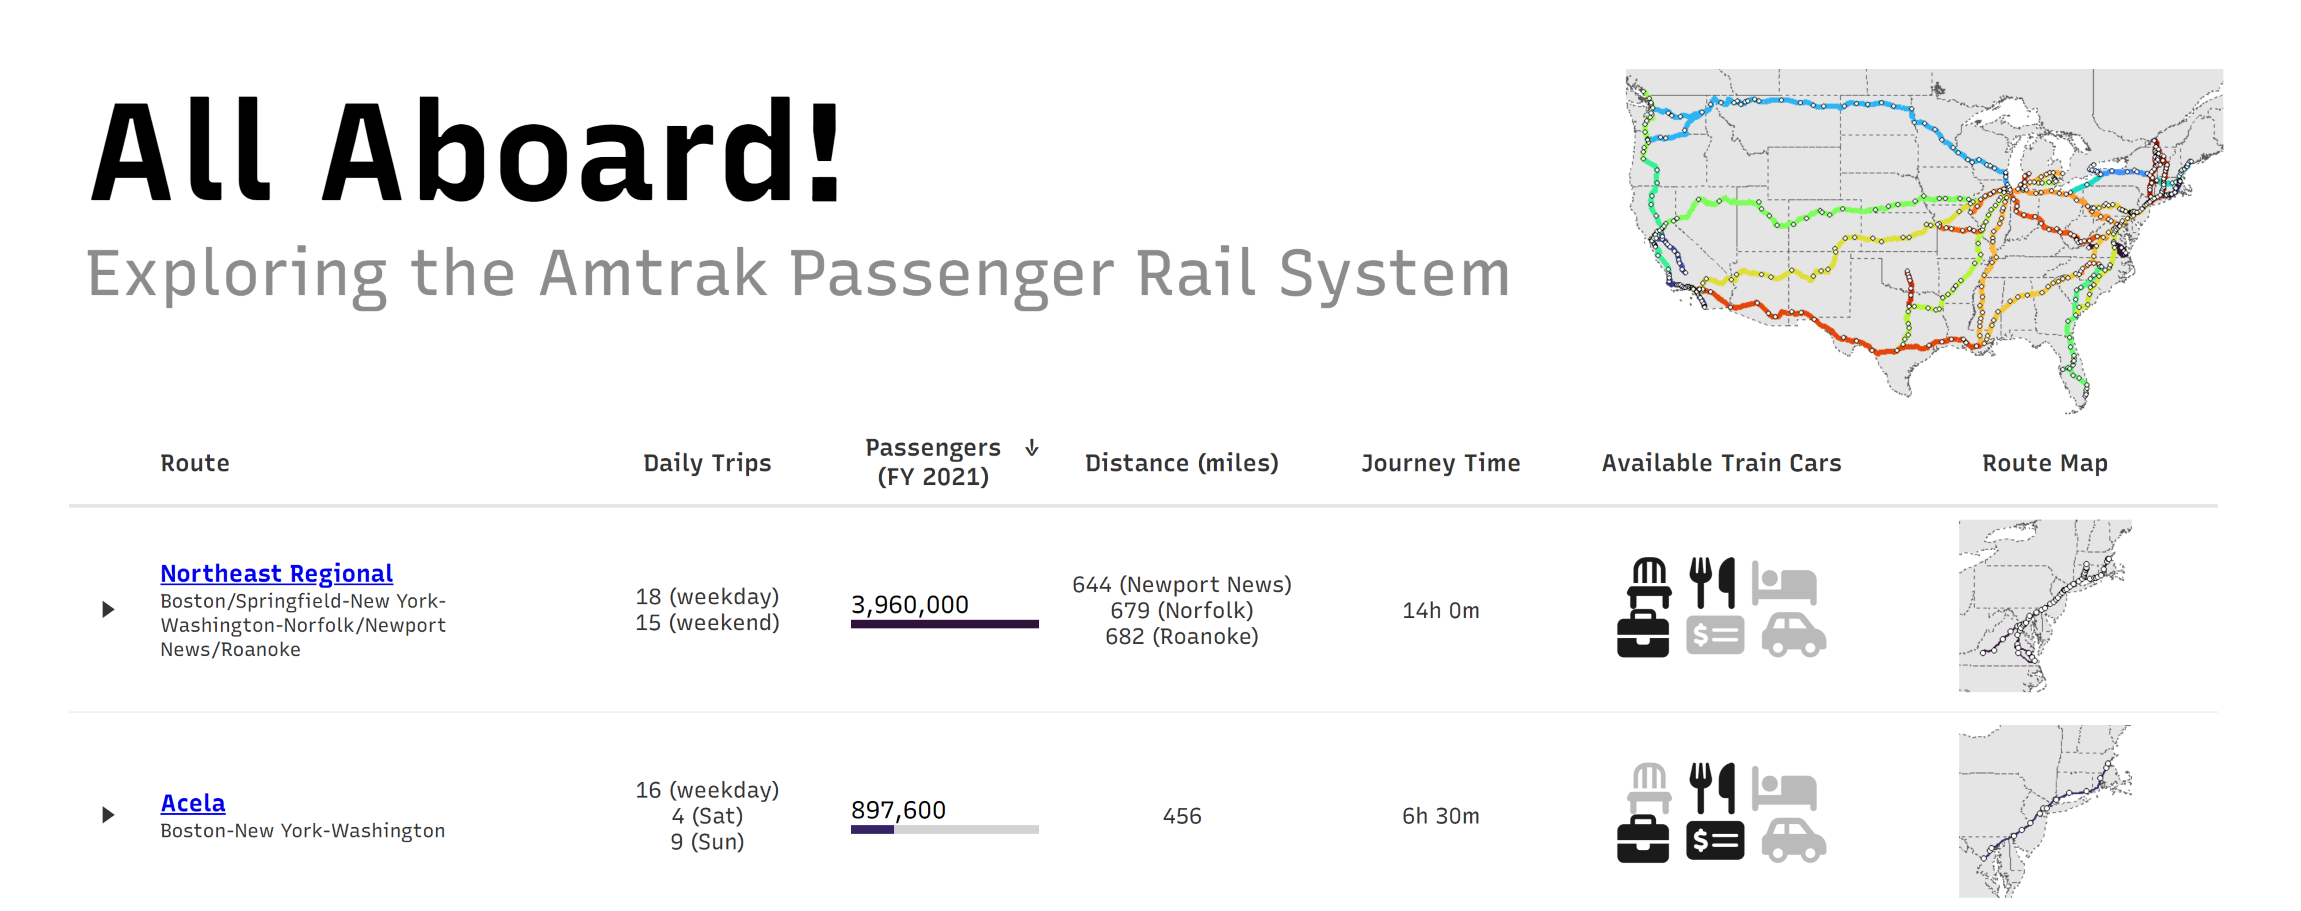 All Aboard!
Exploring the Amtrak Passenger Rail System
Route
Daily Trips
Passengers
(FY 2021)
Distance (miles)
Journey Time
Available Train Cars
Route Map
Northeast Regional
Boston/Springfield-New York-
Washington-Norfolk/Newport
News/Roanoke
18 (weekday)
15 (weekend)
3,960,000
644 (Newport News)
679 (Norfolk)
682 (Roanoke)
14h 0m
$
Acela
Boston-New York-Washington
16 (weekday)
4 (Sat)
9 (Sun)
897,600
456
6h 30m
$